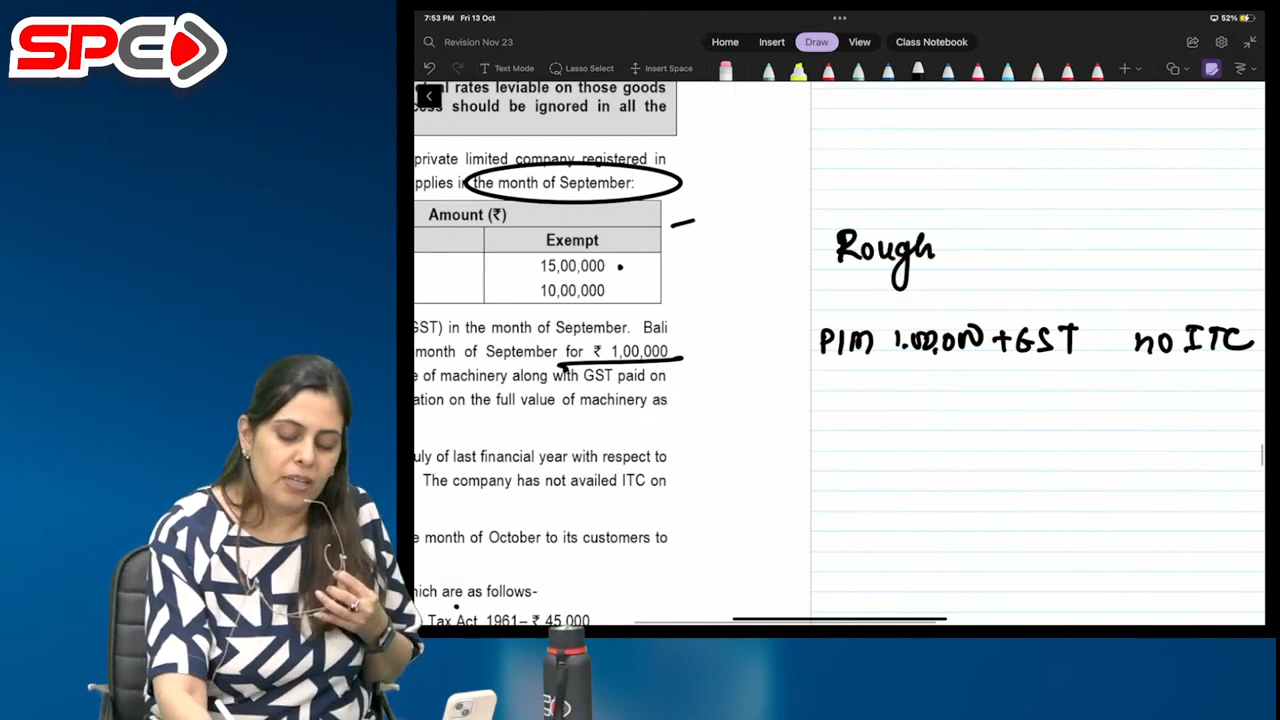 SPC
7:53 PM Fri 13 Oct
52%
Revision Nov 23
Home Insert Draw View Class Notebook
Text Mode Lasso Select Insert Space
rates leviable on those goods
should be ignored in all the
private limited company registered in
pplies in the month of September:
Amount (₹)
Exempt
15,00,000
10,00,000
GST) in the month of September. Bali
month of September for ₹ 1,00,000
e of machinery along with GST paid on
ation on the full value of machinery as
uly of last financial year with respect to
The company has not availed ITC on
e month of October to its customers to
hich are as follows-
Tax Act, 1961– ₹ 45,000
Rough
P/M 1,00,000 + GST no ITC